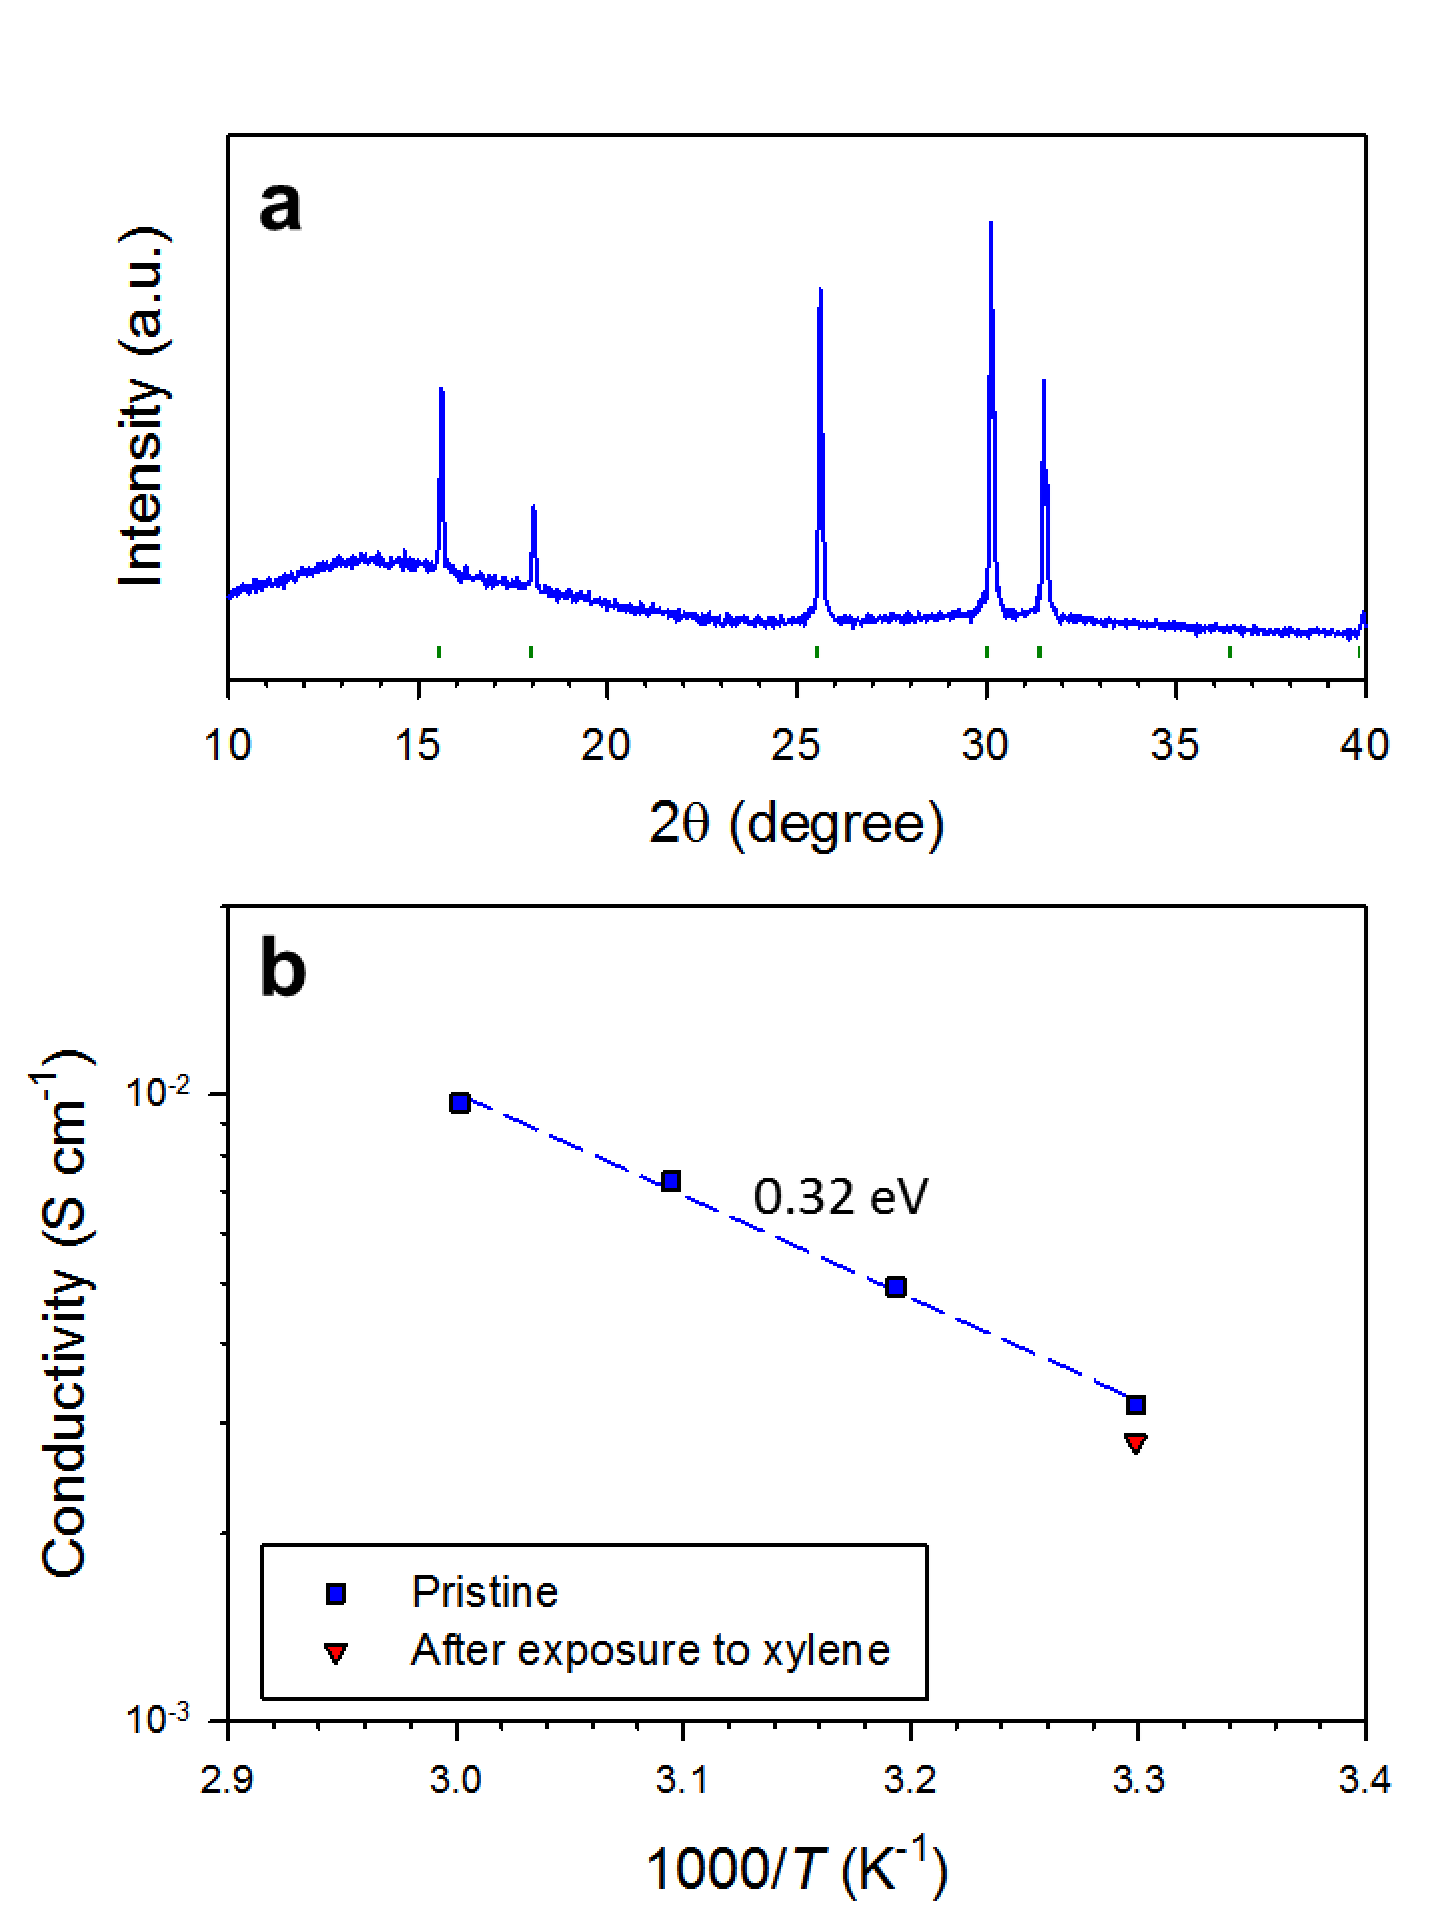 a
Intensity (a.u.)
10 15 20 25 30 35 40
2θ (degree)
b
Conductivity (S cm⁻¹)
10⁻²
0.32 eV
Pristine
After exposure to xylene
10⁻³
2.9 3.0 3.1 3.2 3.3 3.4
1000/T (K⁻¹)